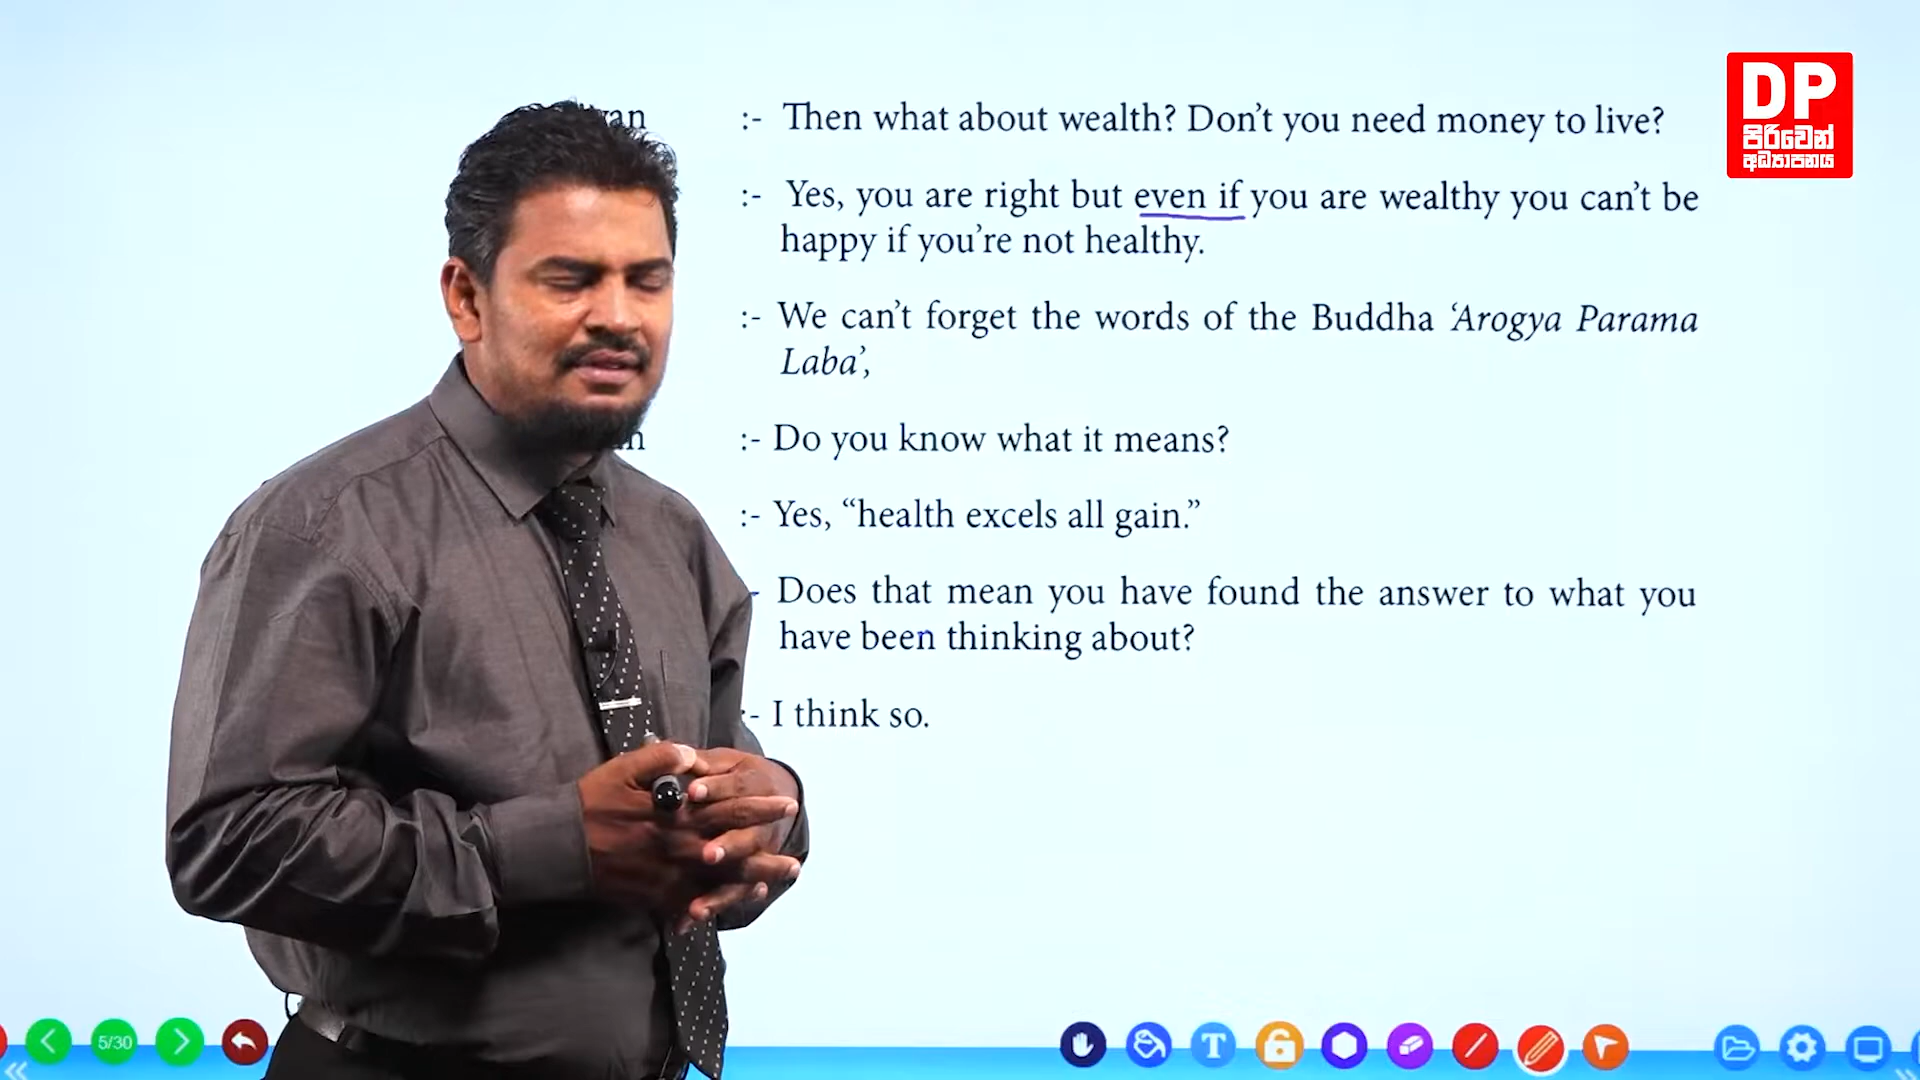 :- Then what about wealth? Don’t you need money to live?
:- Yes, you are right but even if you are wealthy you can’t be
happy if you’re not healthy.
:- We can’t forget the words of the Buddha ‘Arogya Parama
Laba’,
:- Do you know what it means?
:- Yes, “health excels all gain.”
- Does that mean you have found the answer to what you
have been thinking about?
:- I think so.
DP
පිරිවෙන්
අධ්‍යාපනය
5/30
T